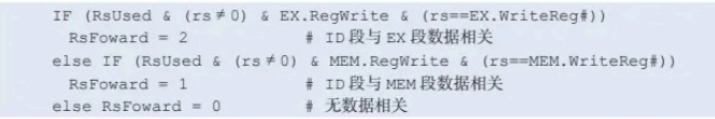 IF (RsUsed & (rs≠0) & EX.RegWrite & (rs==EX.WriteReg#))
RsFoward = 2 # ID段与EX段数据相关
else IF (RsUsed & (rs≠0) & MEM.RegWrite & (rs==MEM.WriteReg#))
RsFoward = 1 # ID段与MEM段数据相关
else RsFoward = 0 # 无数据相关